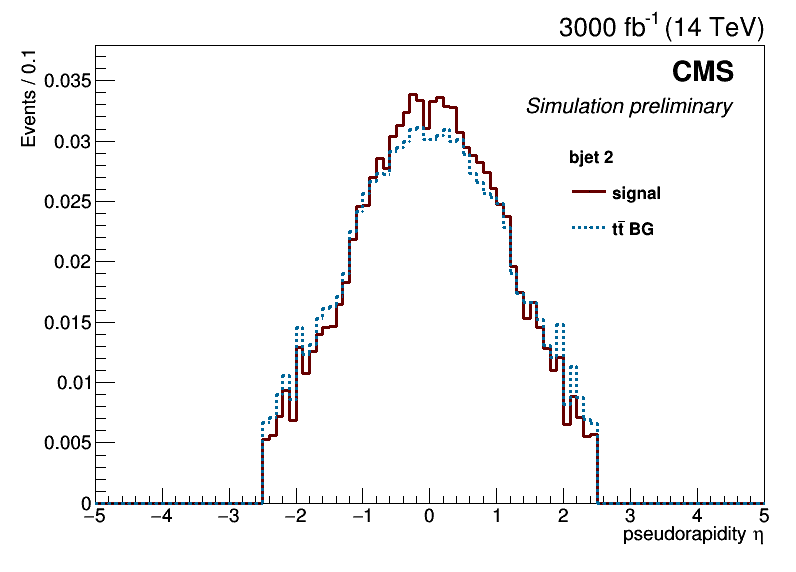 3000 fb⁻¹ (14 TeV)
Events / 0.1
CMS
Simulation preliminary
bjet 2
signal
tt̄ BG
0.035
0.03
0.025
0.02
0.015
0.01
0.005
0
−5 −4 −3 −2 −1 0 1 2 3 4 5
pseudorapidity η